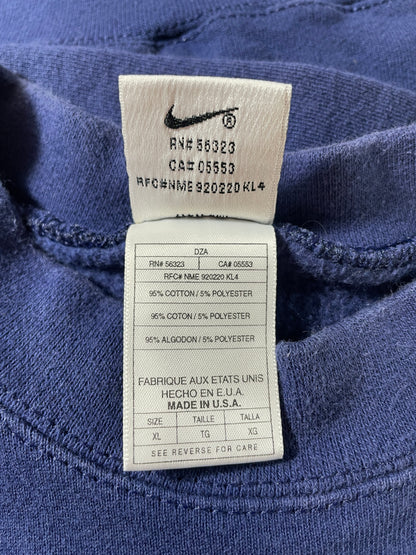 ®
RN# 56323
CA# 05553
RFC#NME 920220 KL4
DZA
RN# 56323 CA# 05553
RFC# NME 920220 KL4
95% COTTON / 5% POLYESTER
95% COTON / 5% POLYESTER
95% ALGODON / 5% POLYESTER
FABRIQUE AUX ETATS UNIS
HECHO EN E.U.A.
MADE IN U.S.A.
SIZE TAILLE TALLA
XL TG XG
SEE REVERSE FOR CARE